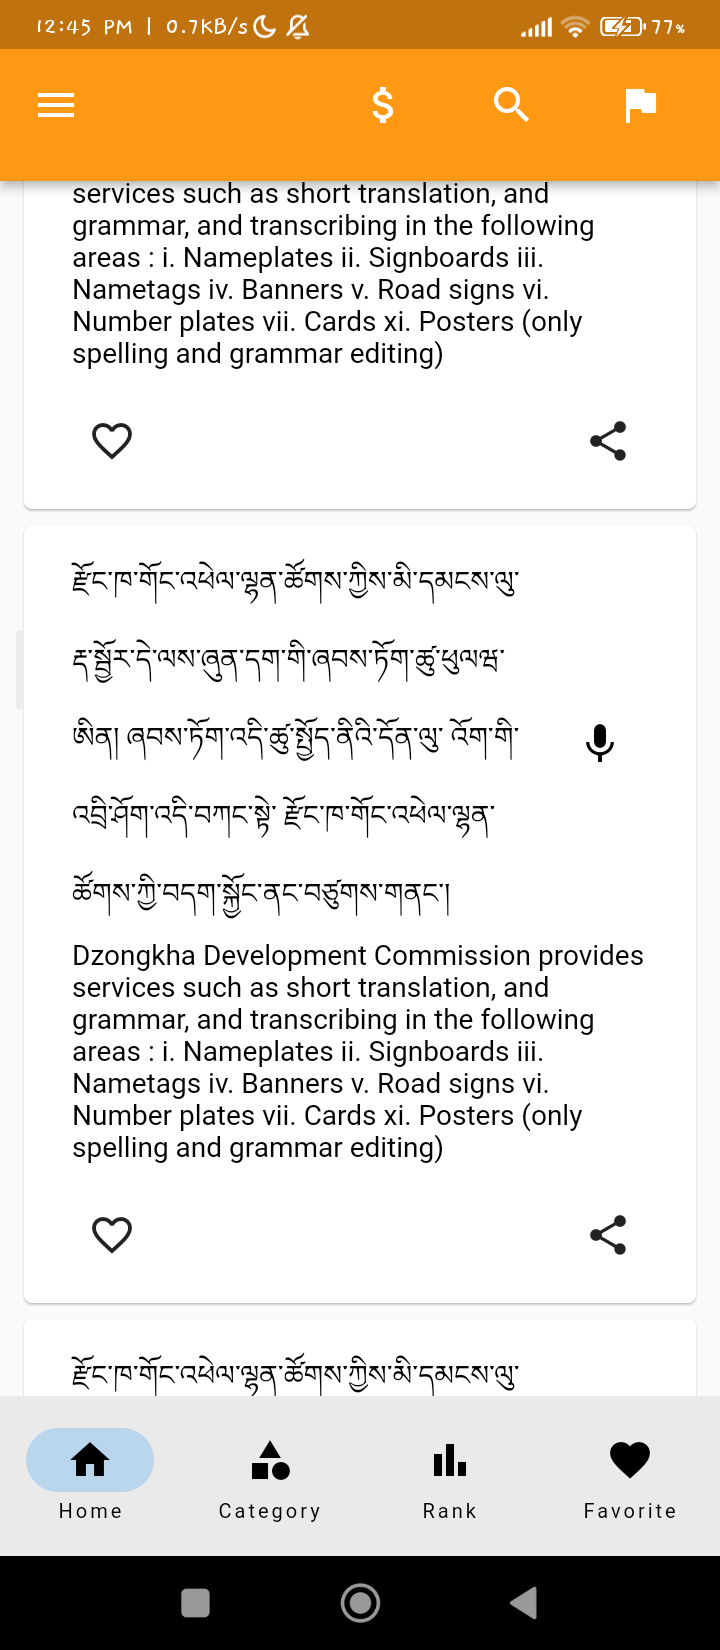 12:45 PM | 0.7KB/s
77%
services such as short translation, and
grammar, and transcribing in the following
areas : i. Nameplates ii. Signboards iii.
Nametags iv. Banners v. Road signs vi.
Number plates vii. Cards xi. Posters (only
spelling and grammar editing)
རྫོང་ཁ་གོང་འཕེལ་ལྷན་ཚོགས་ཀྱིས་མི་དམངས་ལུ་
རྡ་སྦྱོར་དེ་ལས་ཞུན་དག་གི་ཞབས་ཏོག་ཚུ་ཕུལཝ་
ཨིན། ཞབས་ཏོག་འདི་ཚུ་སྤྱོད་ནིའི་དོན་ལུ་ འོག་གི་
འབྲི་ཤོག་འདི་བཀང་སྟེ་ རྫོང་ཁ་གོང་འཕེལ་ལྷན་
ཚོགས་ཀྱི་བདག་སྐྱོང་ནང་བཙུགས་གནང་།
Dzongkha Development Commission provides
services such as short translation, and
grammar, and transcribing in the following
areas : i. Nameplates ii. Signboards iii.
Nametags iv. Banners v. Road signs vi.
Number plates vii. Cards xi. Posters (only
spelling and grammar editing)
རྫོང་ཁ་གོང་འཕེལ་ལྷན་ཚོགས་ཀྱིས་མི་དམངས་ལུ་
Home Category Rank Favorite